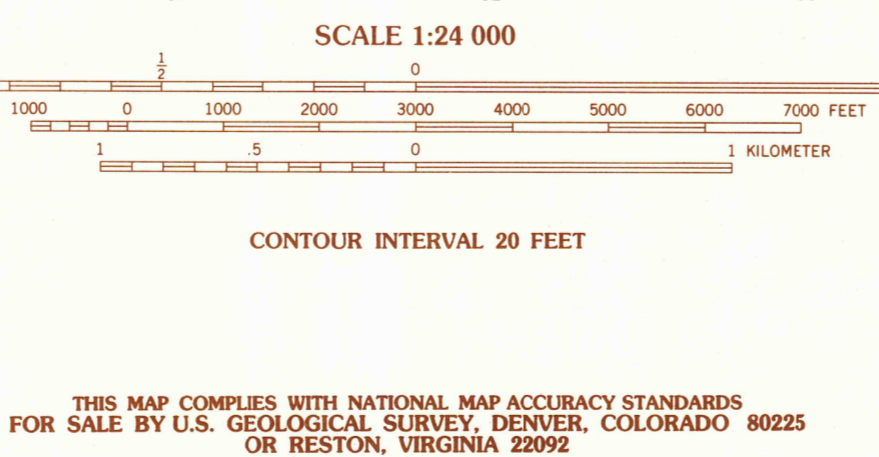 SCALE 1:24 000
1/2 0
1000 0 1000 2000 3000 4000 5000 6000 7000 FEET
1 .5 0 1 KILOMETER
CONTOUR INTERVAL 20 FEET
THIS MAP COMPLIES WITH NATIONAL MAP ACCURACY STANDARDS
FOR SALE BY U.S. GEOLOGICAL SURVEY, DENVER, COLORADO 80225
OR RESTON, VIRGINIA 22092